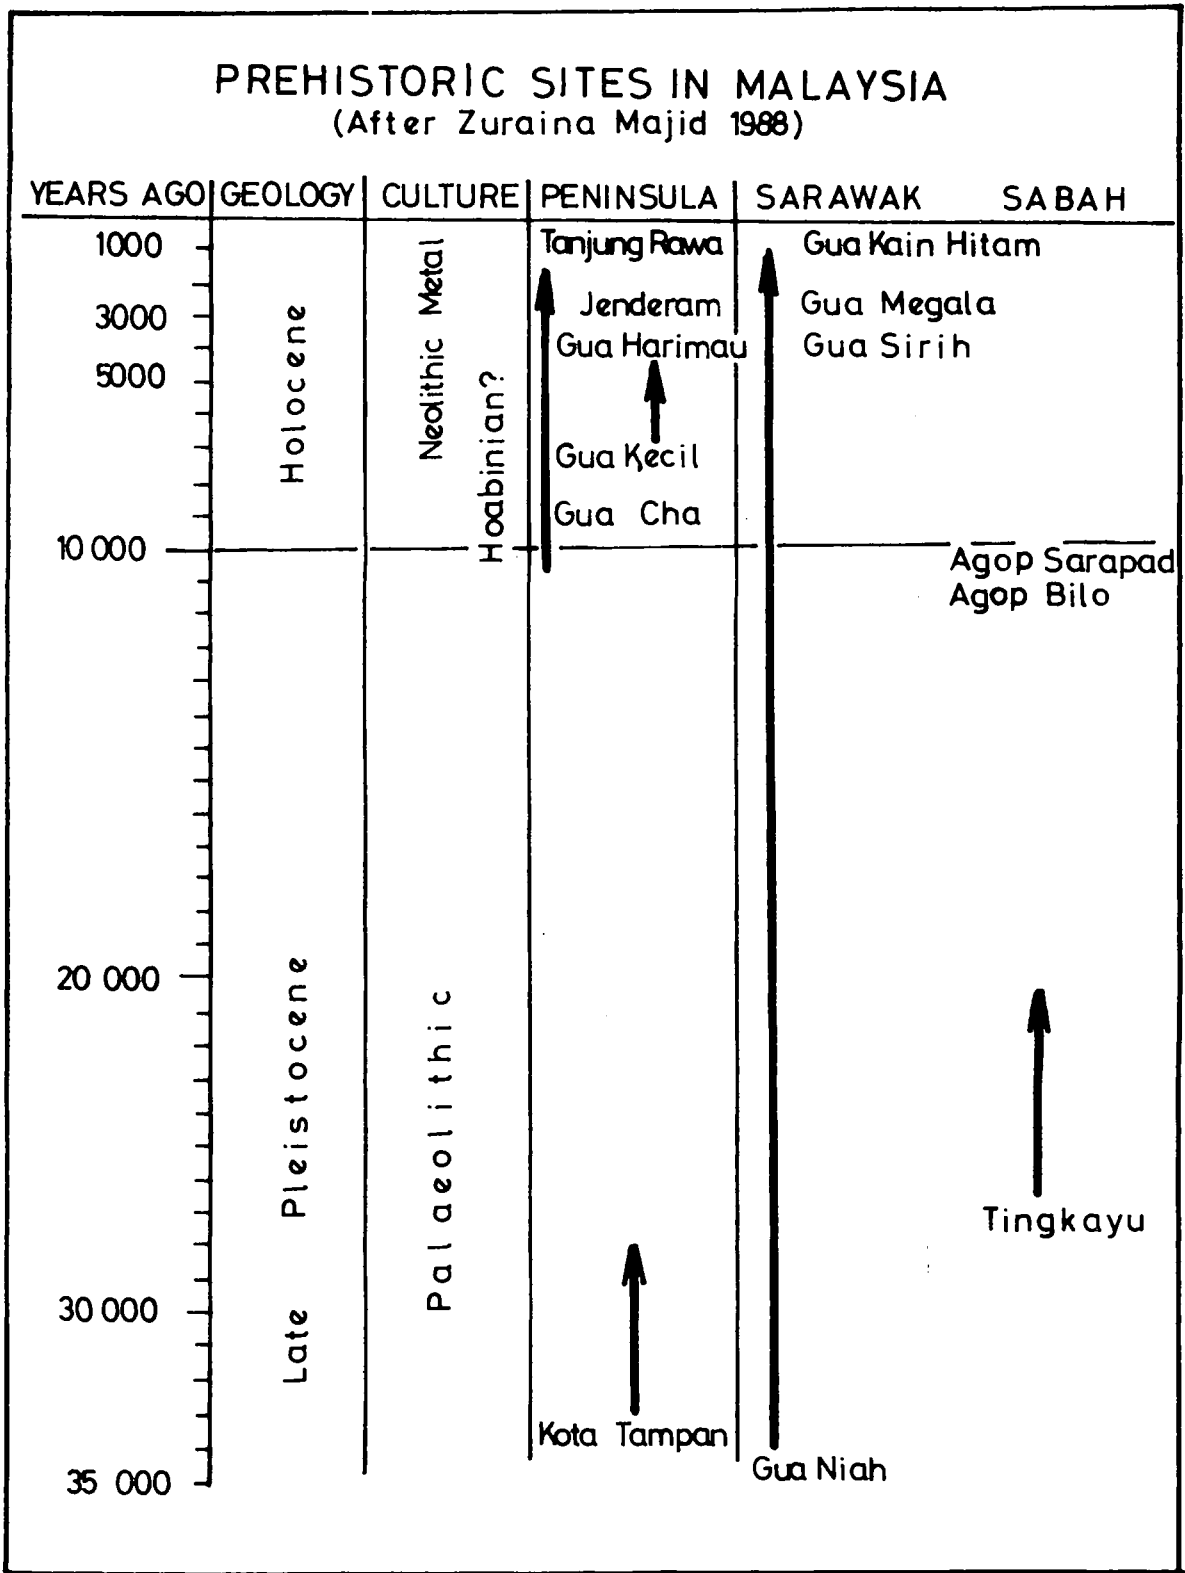 PREHISTORIC SITES IN MALAYSIA
(After Zuraina Majid 1988)
YEARS AGO GEOLOGY CULTURE PENINSULA SARAWAK SABAH
1000
3000
5000
10 000
20 000
30 000
35 000
Holocene
Late Pleistocene
Neolithic Metal
Hoabinian?
Palaeolithic
Tanjung Rawa
Jenderam
Gua Harimau
Gua Kecil
Gua Cha
Kota Tampan
Gua Kain Hitam
Gua Megala
Gua Sirih
Gua Niah
Agop Sarapad
Agop Bilo
Tingkayu